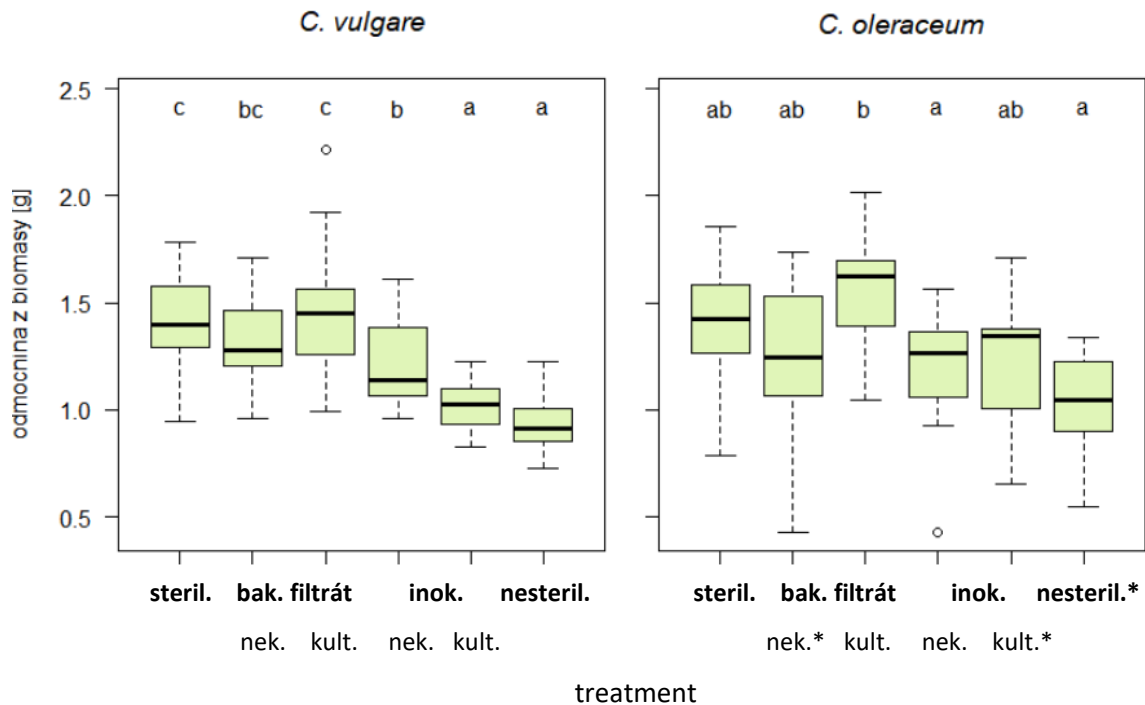 C. vulgare C. oleraceum
odmocnina z biomasy [g]
2.5
2.0
1.5
1.0
0.5
c bc c b a a
ab ab b a ab a
steril. bak. filtrát inok. nesteril. steril. bak. filtrát inok. nesteril.*
nek. kult. nek. kult. nek.* kult. nek. kult.*
treatment